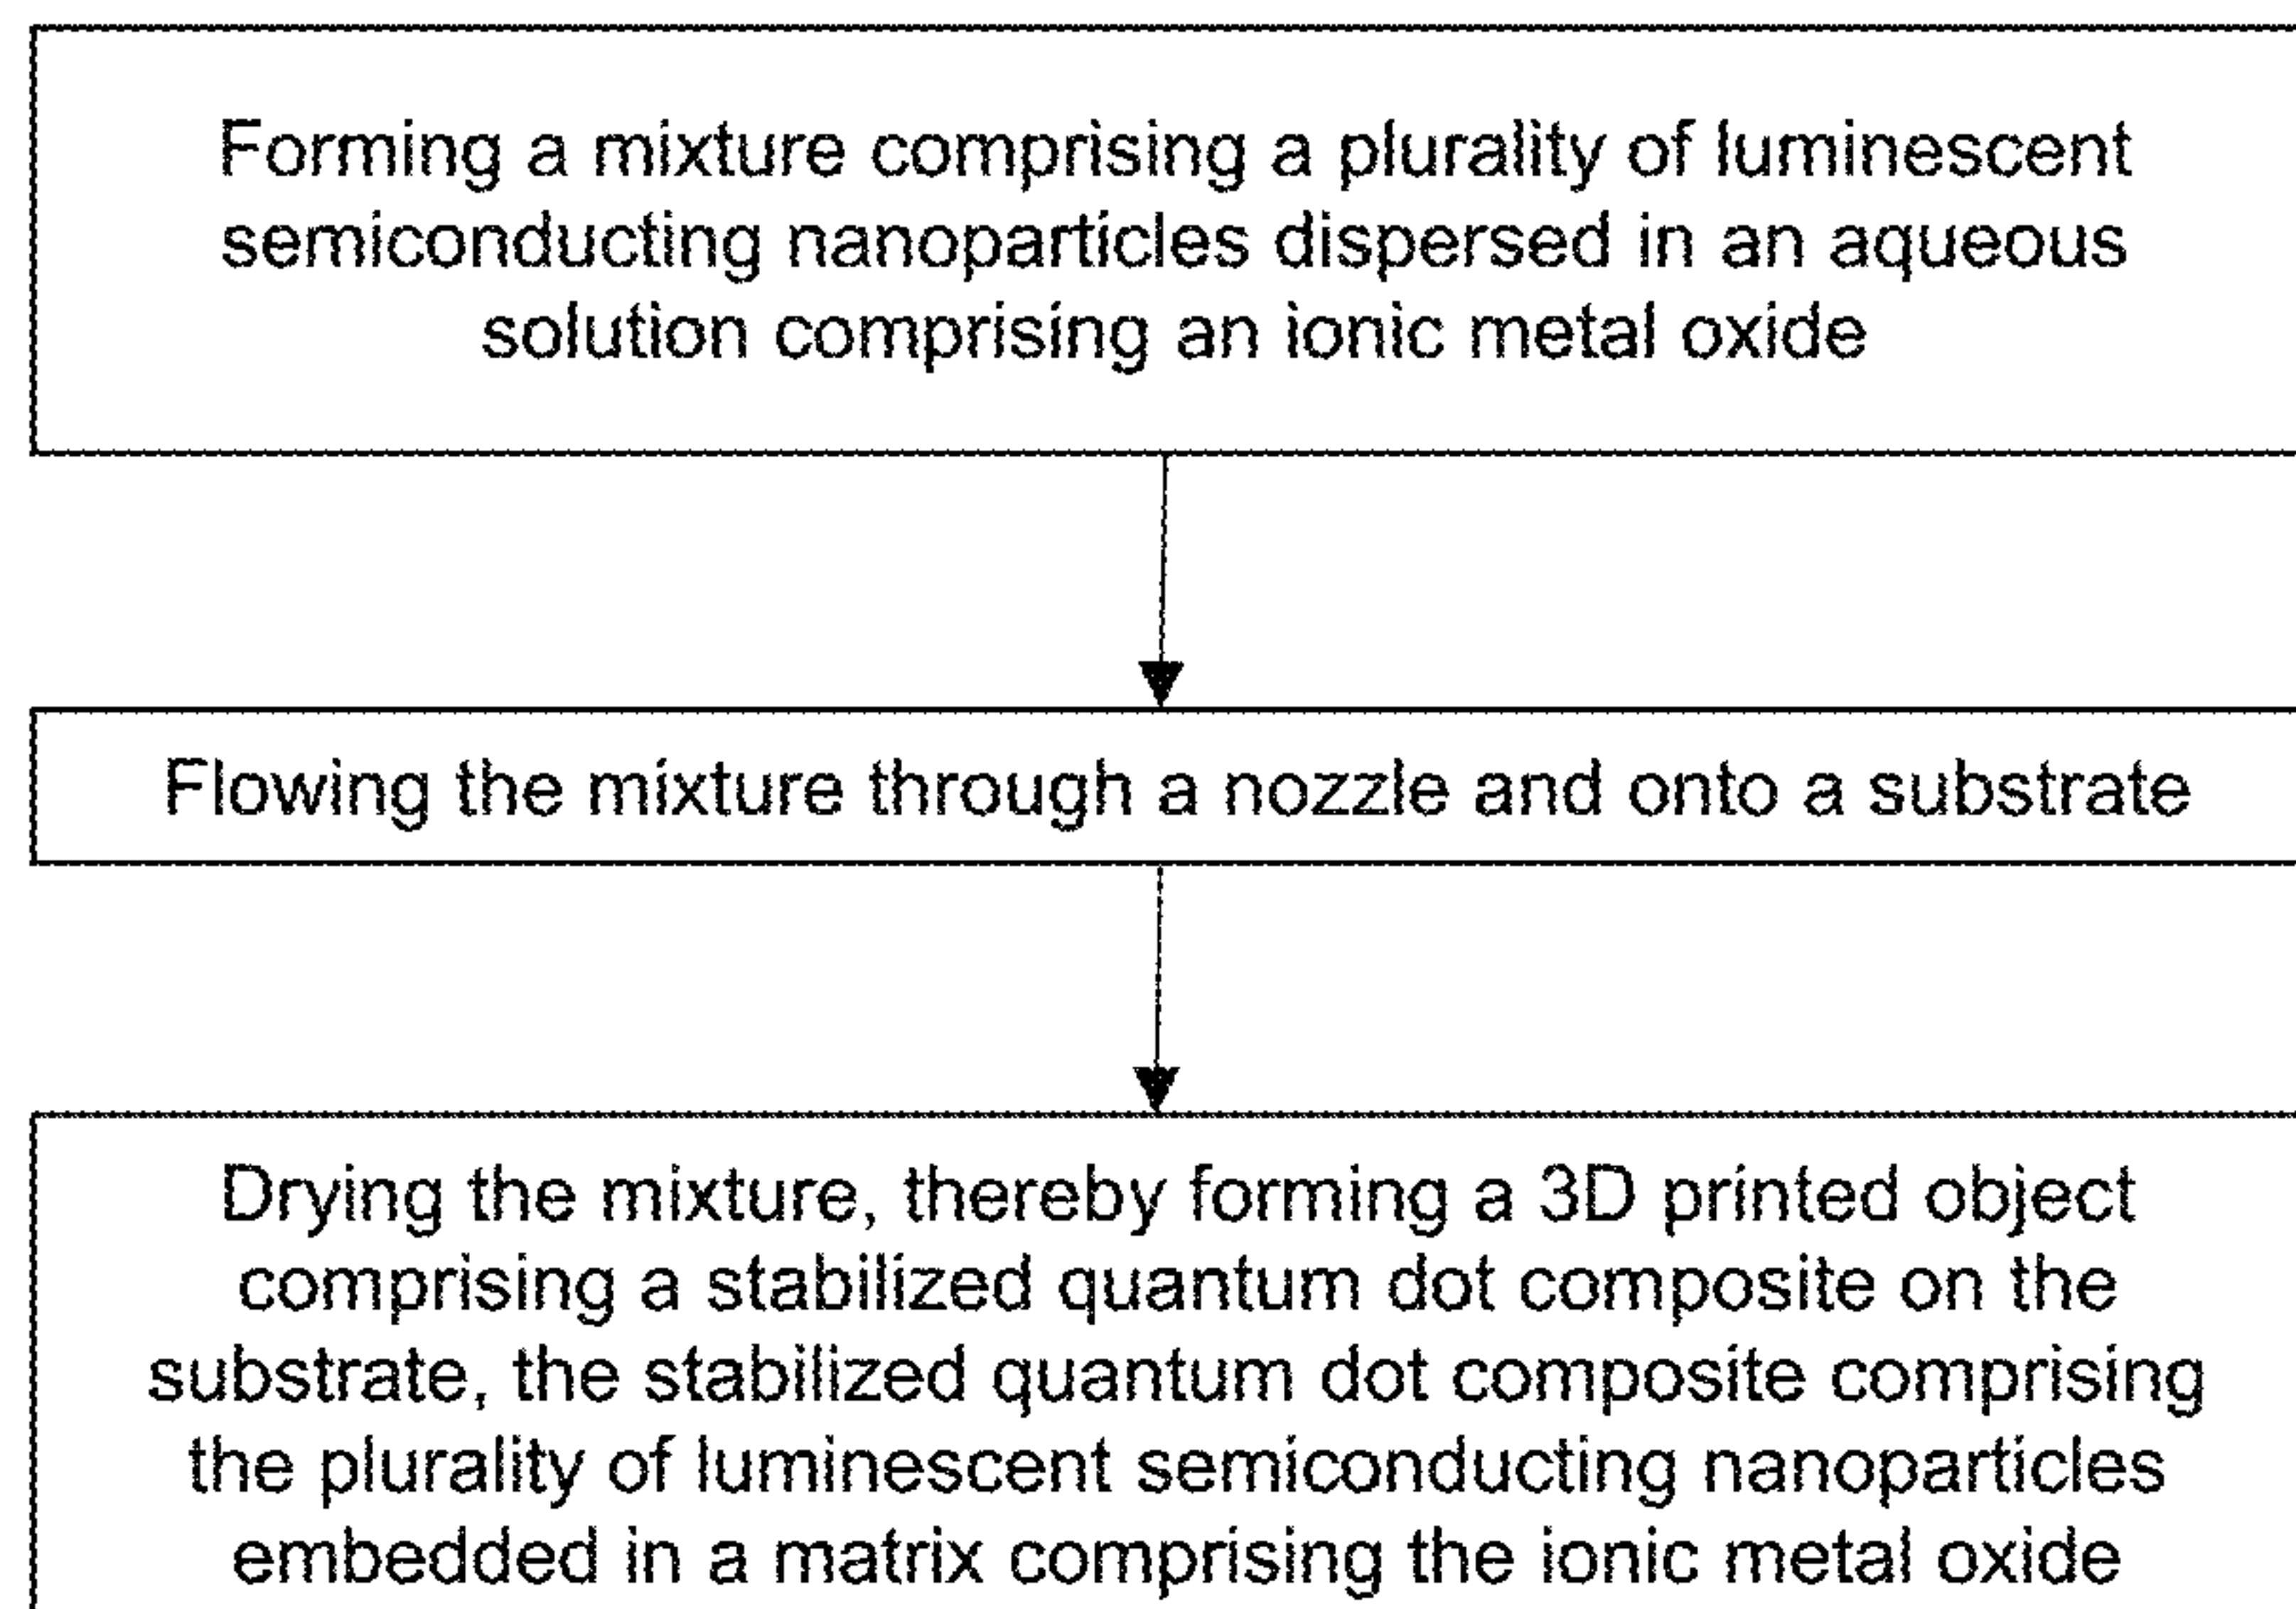 Forming a mixture comprising a plurality of luminescent
semiconducting nanoparticles dispersed in an aqueous
solution comprising an ionic metal oxide
Flowing the mixture through a nozzle and onto a substrate
Drying the mixture, thereby forming a 3D printed object
comprising a stabilized quantum dot composite on the
substrate, the stabilized quantum dot composite comprising
the plurality of luminescent semiconducting nanoparticles
embedded in a matrix comprising the ionic metal oxide